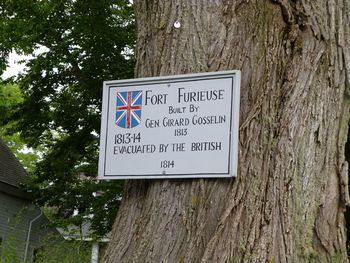 FORT FURIEUSE
BUILT BY
GEN GIRARD GOSSELIN
1813-14
1813
EVACUATED BY THE BRITISH
1814